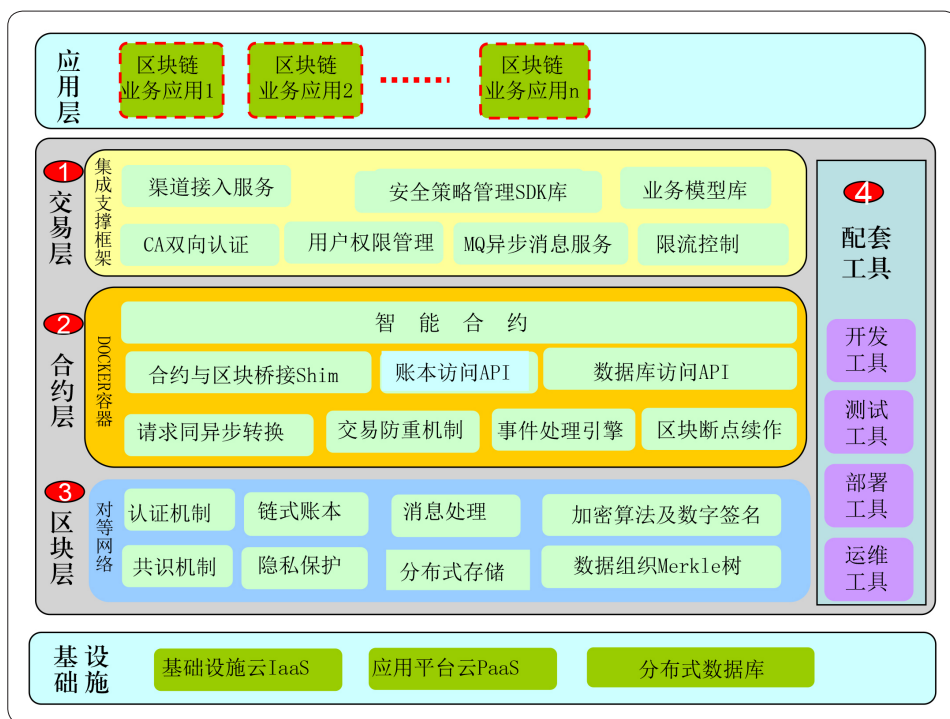 应用层
区块链
业务应用1
区块链
业务应用2
区块链
业务应用n
1
交易层
集成支撑框架
渠道接入服务
安全策略管理SDK库
业务模型库
CA双向认证
用户权限管理
MQ异步消息服务
限流控制
2
合约层
DOCKER容器
智 能 合 约
合约与区块桥接Shim
账本访问API
数据库访问API
请求同异步转换
交易防重机制
事件处理引擎
区块断点续作
3
区块层
对等网络
认证机制
链式账本
消息处理
加密算法及数字签名
共识机制
隐私保护
分布式存储
数据组织Merkle树
4
配套
工具
开发
工具
测试
工具
部署
工具
运维
工具
基础设施
基础设施云IaaS
应用平台云PaaS
分布式数据库